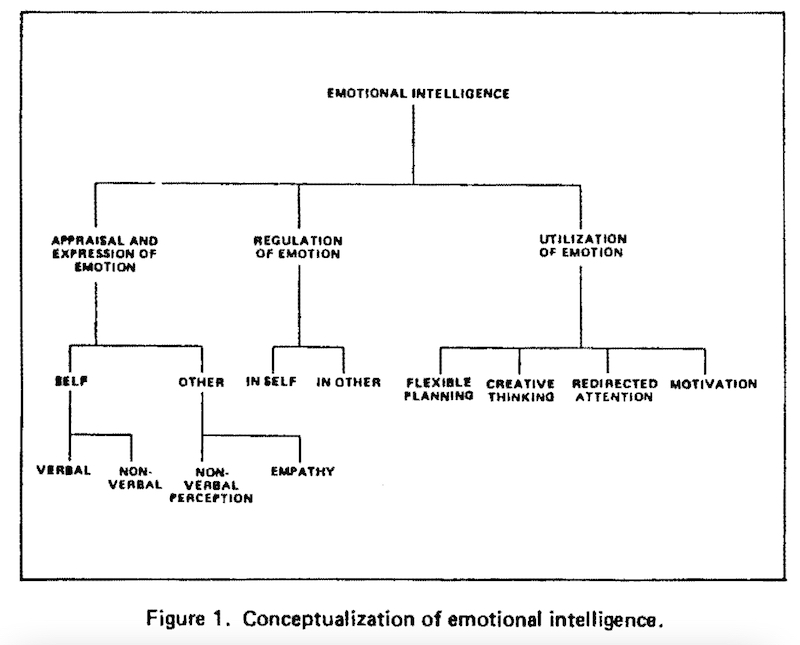 EMOTIONAL INTELLIGENCE
APPRAISAL AND
EXPRESSION OF
EMOTION
REGULATION
OF EMOTION
UTILIZATION
OF EMOTION
SELF
OTHER
IN SELF
IN OTHER
FLEXIBLE
PLANNING
CREATIVE
THINKING
REDIRECTED
ATTENTION
MOTIVATION
VERBAL
NON-
VERBAL
NON-
VERBAL
PERCEPTION
EMPATHY
Figure 1. Conceptualization of emotional intelligence.